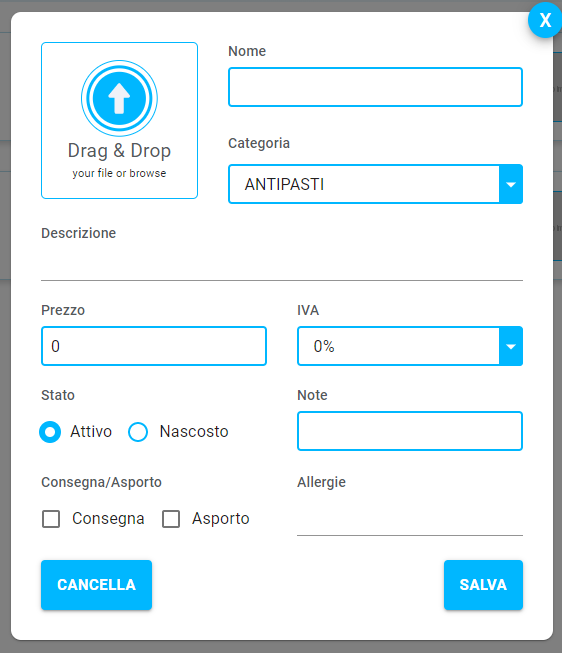 X
Nome
Drag & Drop
your file or browse
Categoria
ANTIPASTI
Descrizione
Prezzo
IVA
0
0%
Stato
Note
Attivo
Nascosto
Consegna/Asporto
Allergie
Consegna
Asporto
CANCELLA
SALVA